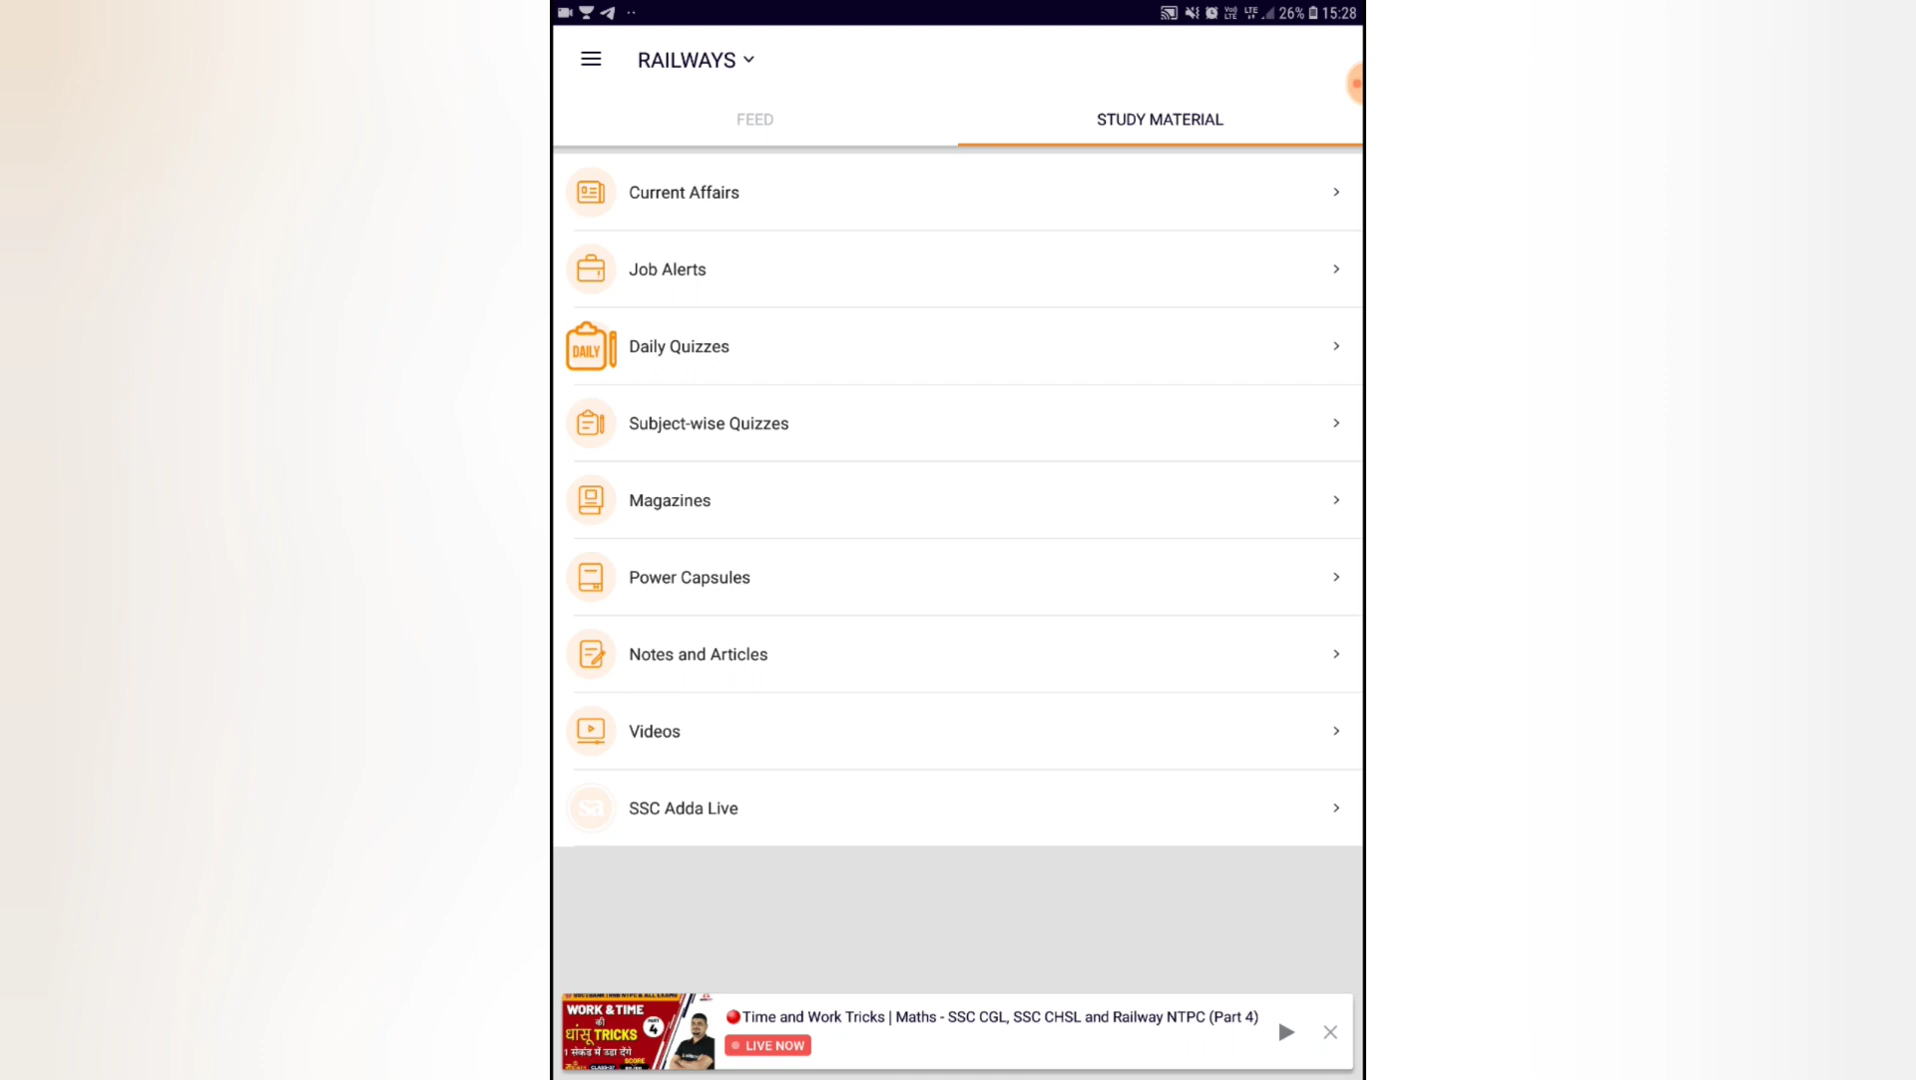 26% 15:28
RAILWAYS
FEED
STUDY MATERIAL
Current Affairs
Job Alerts
DAILY
Daily Quizzes
Subject-wise Quizzes
Magazines
Power Capsules
Notes and Articles
Videos
sa
SSC Adda Live
WORK & TIME
की
धांसू TRICKS
PART 4
1 सेकंड में उड़ा देंगे
Time and Work Tricks | Maths - SSC CGL, SSC CHSL and Railway NTPC (Part 4)
LIVE NOW